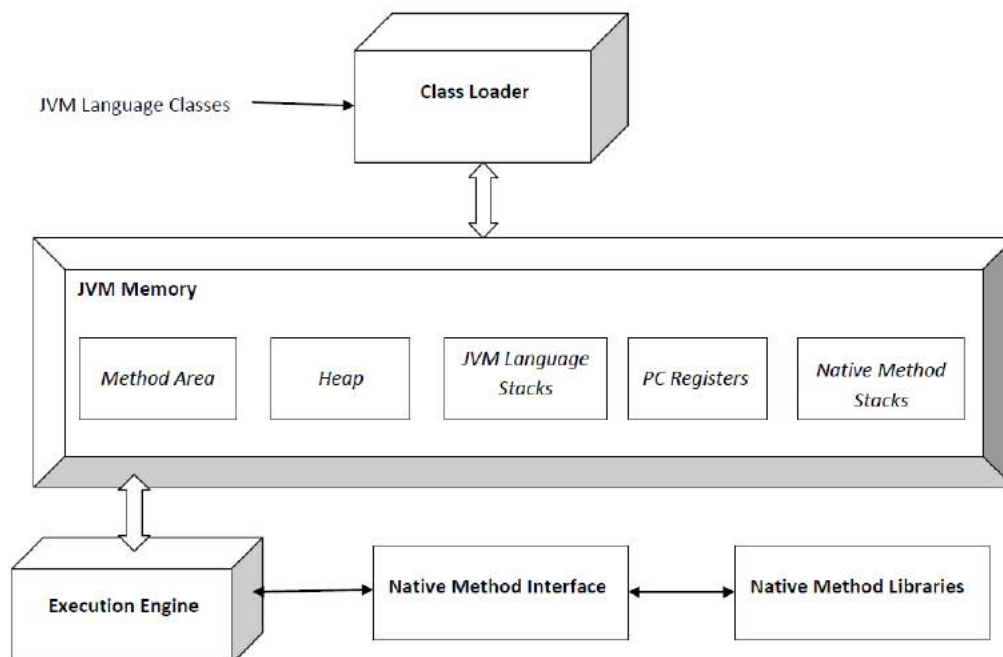 Class Loader
JVM Language Classes
JVM Memory
Method Area
Heap
JVM Language
Stacks
PC Registers
Native Method
Stacks
Execution Engine
Native Method Interface
Native Method Libraries